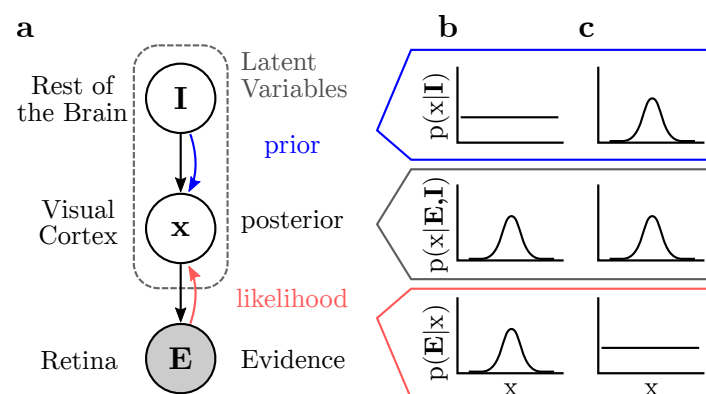 a
Rest of
the Brain
I
Latent
Variables
prior
Visual
Cortex
x
posterior
likelihood
Retina
E
Evidence
b
c
p(x|I)
p(x|E,I)
p(E|x)
x
x